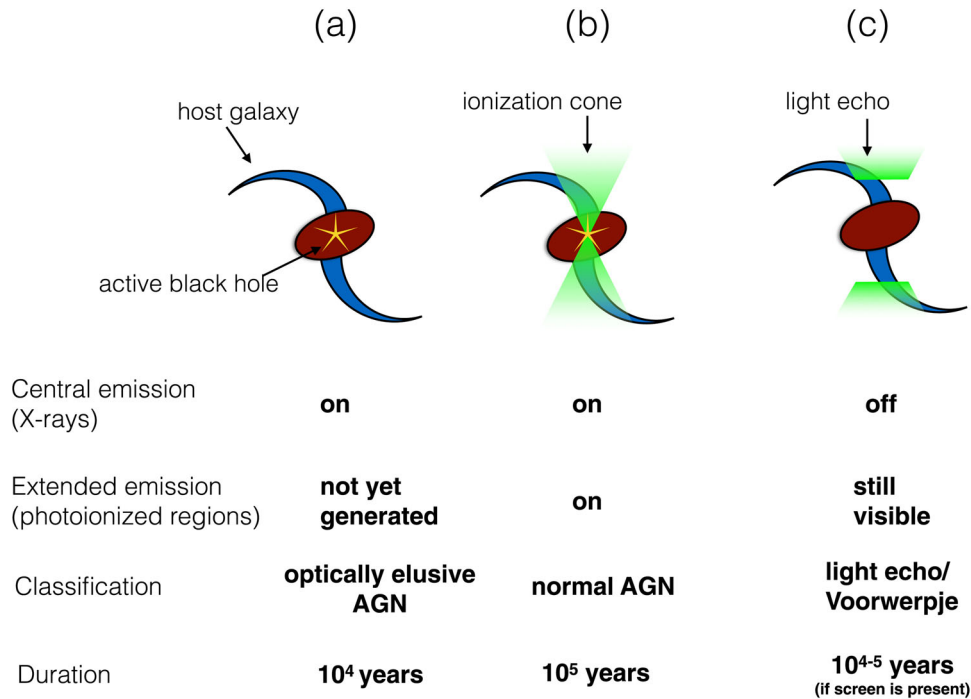 (a) (b) (c)
host galaxy
ionization cone
light echo
active black hole
Central emission
(X-rays)
on
on
off
Extended emission
(photoionized regions)
not yet
generated
on
still
visible
Classification
optically elusive
AGN
normal AGN
light echo/
Voorwerpje
Duration
10⁴ years
10⁵ years
10⁴⁻⁵ years
(if screen is present)